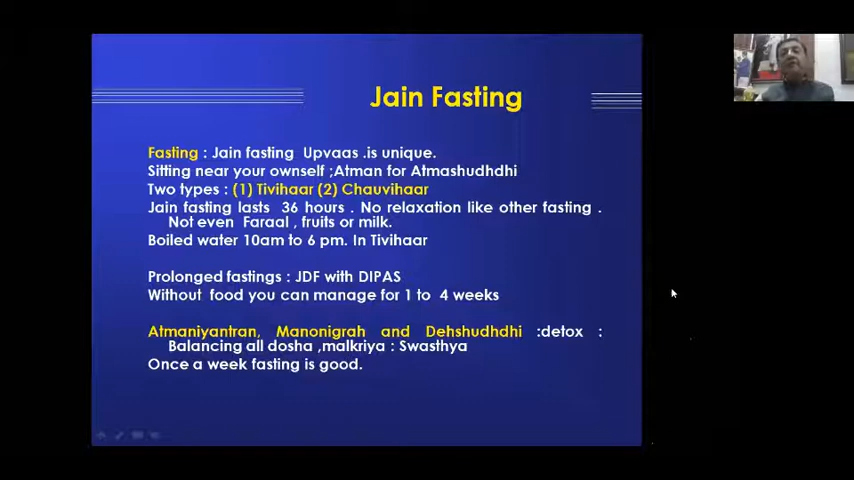 Jain Fasting
Fasting : Jain fasting Upvaas .is unique.
Sitting near your ownself ;Atman for Atmashudhdhi
Two types : (1) Tivihaar (2) Chauvihaar
Jain fasting lasts 36 hours . No relaxation like other fasting .
Not even Faraal , fruits or milk.
Boiled water 10am to 6 pm. In Tivihaar
Prolonged fastings : JDF with DIPAS
Without food you can manage for 1 to 4 weeks
Atmaniyantran, Manonigrah and Dehshudhdhi :detox :
Balancing all dosha ,malkriya : Swasthya
Once a week fasting is good.